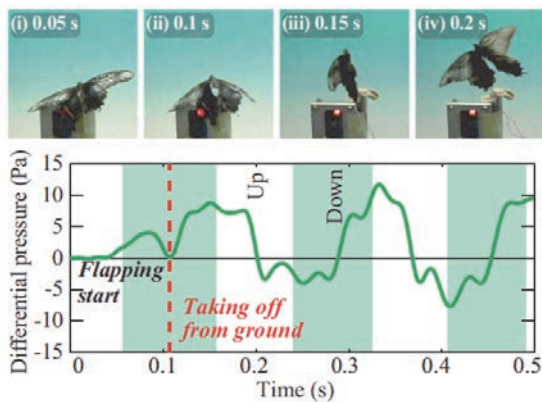 (i) 0.05 s
(ii) 0.1 s
(iii) 0.15 s
(iv) 0.2 s
Differential pressure (Pa)
15
10
5
0
-5
-10
-15
Up
Down
Flapping
start
Taking off
from ground
0
0.1
0.2
0.3
0.4
0.5
Time (s)